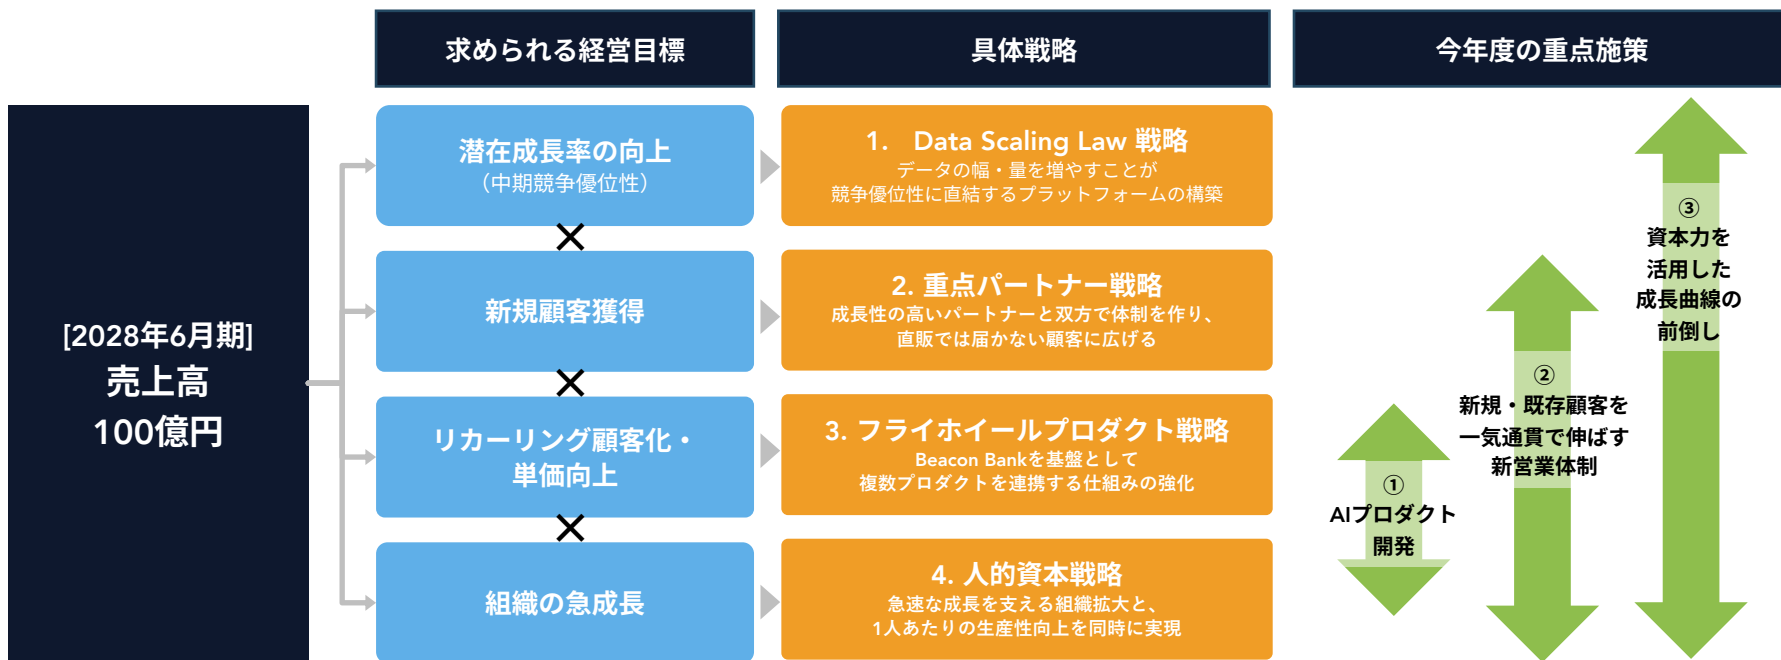 求められる経営目標
具体戦略
今年度の重点施策
[2028年6月期]
売上高
100億円
潜在成長率の向上
（中期競争優位性）
×
新規顧客獲得
×
リカーリング顧客化・
単価向上
×
組織の急成長
1. Data Scaling Law 戦略
データの幅・量を増やすことが
競争優位性に直結するプラットフォームの構築
2. 重点パートナー戦略
成長性の高いパートナーと双方で体制を作り、
直販では届かない顧客に広げる
3. フライホイールプロダクト戦略
Beacon Bankを基盤として
複数プロダクトを連携する仕組みの強化
4. 人的資本戦略
急速な成長を支える組織拡大と、
1人あたりの生産性向上を同時に実現
①
AIプロダクト
開発
②
新規・既存顧客を
一気通貫で伸ばす
新営業体制
③
資本力を
活用した
成長曲線の
前倒し